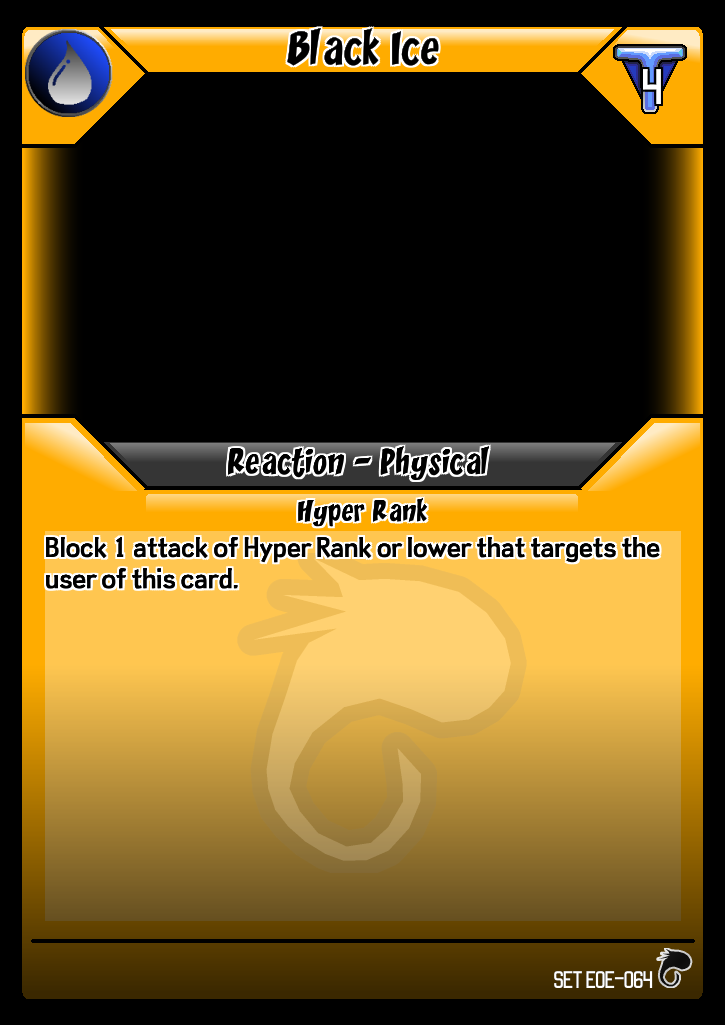 Black Ice
4
Reaction - Physical
Hyper Rank
Block 1 attack of Hyper Rank or lower that targets the
user of this card.
SET EOE-064